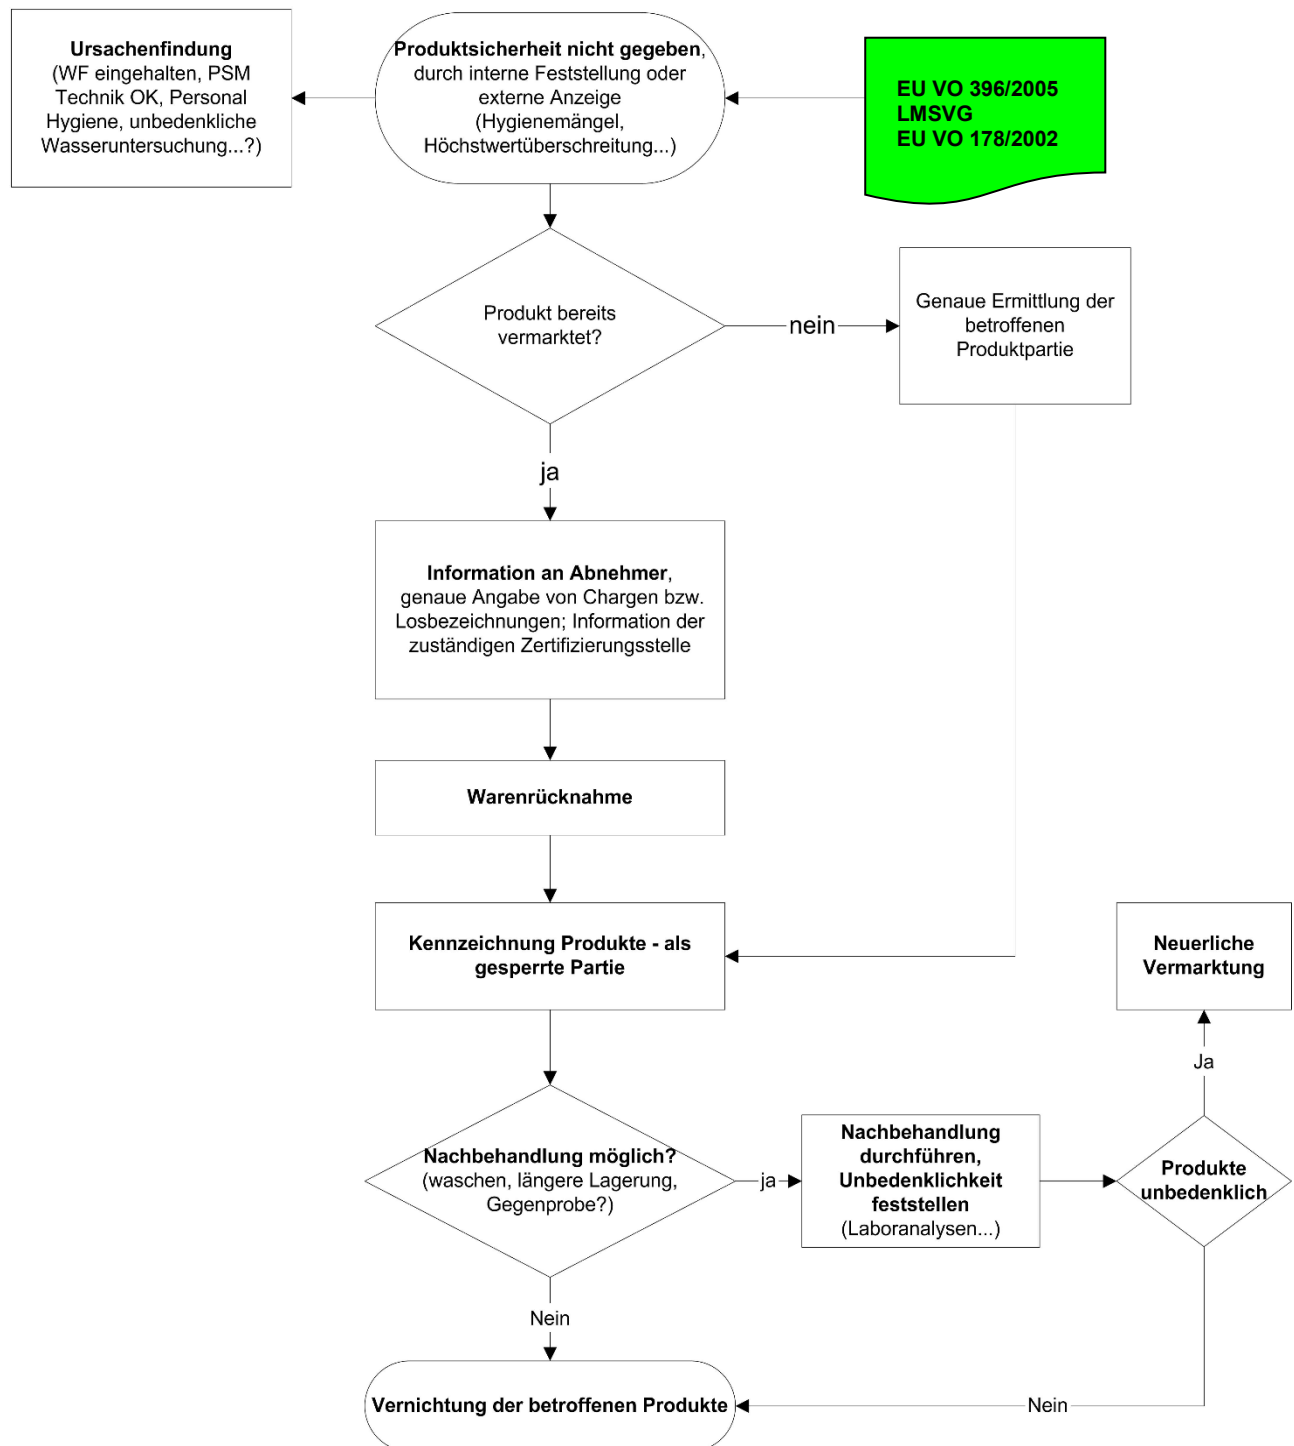 Ursachenfindung
(WF eingehalten, PSM
Technik OK, Personal
Hygiene, unbedenkliche
Wasseruntersuchung...?)
Produktsicherheit nicht gegeben,
durch interne Feststellung oder
externe Anzeige
(Hygienemängel,
Höchstwertüberschreitung...)
EU VO 396/2005
LMSVG
EU VO 178/2002
Produkt bereits
vermarktet?
nein
Genaue Ermittlung der
betroffenen
Produktpartie
ja
Information an Abnehmer,
genaue Angabe von Chargen bzw.
Losbezeichnungen; Information der
zuständigen Zertifizierungsstelle
Warenrücknahme
Kennzeichnung Produkte - als
gesperrte Partie
Neuerliche
Vermarktung
Ja
Nachbehandlung möglich?
(waschen, längere Lagerung,
Gegenprobe?)
ja
Nachbehandlung
durchführen,
Unbedenklichkeit
feststellen
(Laboranalysen...)
Produkte
unbedenklich
Nein
Vernichtung der betroffenen Produkte
Nein